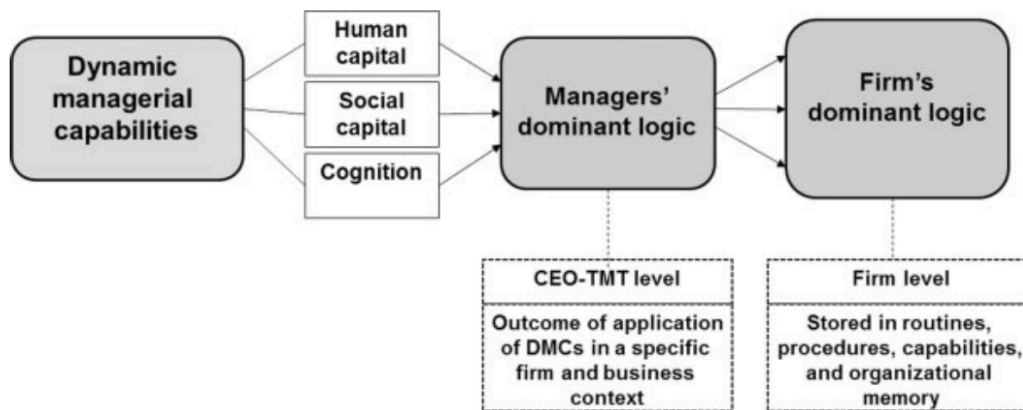 Dynamic
managerial
capabilities
Human
capital
Social
capital
Cognition
Managers'
dominant logic
Firm's
dominant logic
CEO-TMT level
Outcome of application
of DMCs in a specific
firm and business
context
Firm level
Stored in routines,
procedures, capabilities,
and organizational
memory